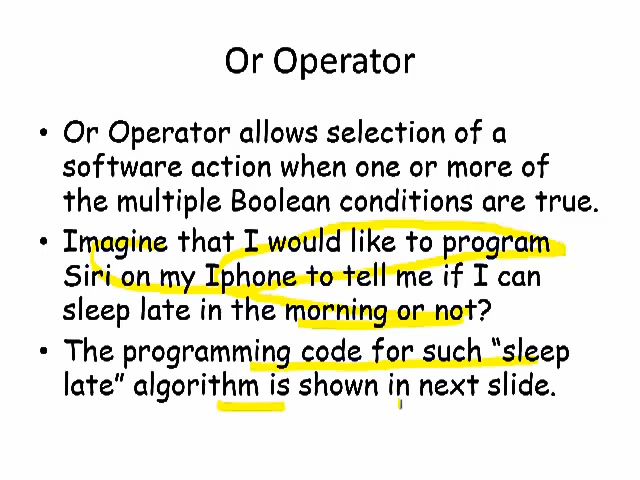 Or Operator
• Or Operator allows selection of a
software action when one or more of
the multiple Boolean conditions are true.
• Imagine that I would like to program
Siri on my Iphone to tell me if I can
sleep late in the morning or not?
• The programming code for such “sleep
late” algorithm is shown in next slide.